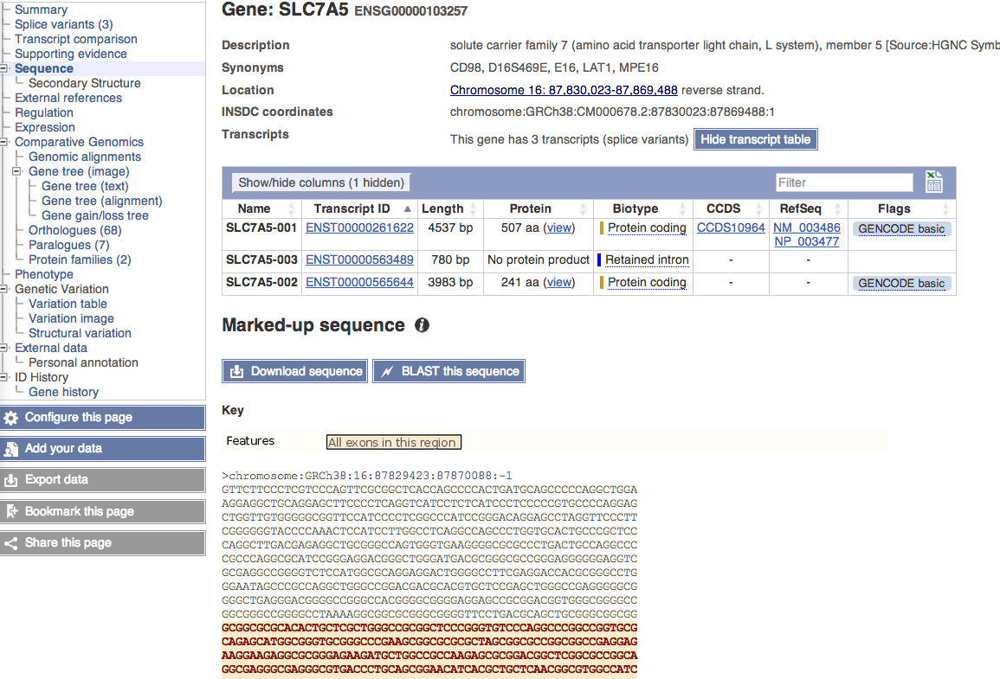 Summary
Splice variants (3)
Transcript comparison
Supporting evidence
Sequence
Secondary Structure
External references
Regulation
Expression
Comparative Genomics
Genomic alignments
Gene tree (image)
Gene tree (text)
Gene tree (alignment)
Gene gain/loss tree
Orthologues (68)
Paralogues (7)
Protein families (2)
Phenotype
Genetic Variation
Variation table
Variation image
Structural variation
External data
Personal annotation
ID History
Gene history
Configure this page
Add your data
Export data
Bookmark this page
Share this page
Gene: SLC7A5 ENSG00000103257
Description solute carrier family 7 (amino acid transporter light chain, L system), member 5 [Source:HGNC Symb
Synonyms CD98, D16S469E, E16, LAT1, MPE16
Location Chromosome 16: 87,830,023-87,869,488 reverse strand.
INSDC coordinates chromosome:GRCh38:CM000678.2:87830023:87869488:1
Transcripts This gene has 3 transcripts (splice variants) Hide transcript table
Show/hide columns (1 hidden) Filter
Name Transcript ID Length Protein Biotype CCDS RefSeq Flags
SLC7A5-001 ENST00000261622 4537 bp 507 aa (view) Protein coding CCDS10964 NM_003486 GENCODE basic
NP_003477
SLC7A5-003 ENST00000563489 780 bp No protein product Retained intron - -
SLC7A5-002 ENST00000565644 3983 bp 241 aa (view) Protein coding - - GENCODE basic
Marked-up sequence i
Download sequence BLAST this sequence
Key
Features All exons in this region
>chromosome:GRCh38:16:87829423:87870088:-1
GTTCTTCCCTCGTCCCAGTTCGCGGCTCACCAGCCCCACTGATGCAGCCCCCAGGCTGGA
AGGAGGCTGCAGGAGCTTCCCCTCAGGTCATCCTCTCATCCCTCCCCCGTGCCCCAGGAG
CTGGTTGTGGGGGCGGTTCCATCCCCTCGGCCCATCCGGGACAGGAGCCTAGGTTCCCTT
CGGGGGGTACCCCAAACTCCATCCTTGGCCTCAGGCCAGCCCTGGTGCACTGCCCGCTCC
CAGGCTTGACGAGAGGCTGCGGGCCAGTGGGTGAAGGGGCGCGCCCTGACTGCCAGGCCC
CGCCCAGGCGCATCCGGGAGGACGGGCTGGGATGACGCGGGCGCCGGGAGGGGGAGGTC
GCGAGGCCGGGGTCTCCATGGCGCAGGAGGACTGGGGCCTTCGAGGACCACGCGGGCCTG
GGAATAGCCCGCCAGGCTGGGCCGGACGACGCACGTGCTCCGAGCTGGGCCGAGGGGGCG
GGGCTGAGGGACGGGGCCGGGCCACGGGGCGGGGAGGAGCCGCGGACGGTGGGCGGGGCC
GGCGGGCCGGGGCCTAAAAGGCGCGGGCGGGCGGGGTTCCTGACGCAGCTGCGGGCGGCGG
GCGGCGCGCACACTGCTCGCTGGGCCGCGGCTCCCGGGTGTCCCAGGCCCGGCCGGTGCG
CAGAGCATGGCGGGTGCGGGCCCGAAGCGGCGCGCGCTAGCGGCGCCGGCGGCCGAGGAG
AAGGAAGAGGCGCGGGAGAAGATGCTGGCCGCCAAGAGCGCGGACGGCTCGGCGCCGGCA
GGCGAGGGCGAGGGCGTGACCCTGCAGCGGAACATCACGCTGCTCAACGGCGTGGCCATC